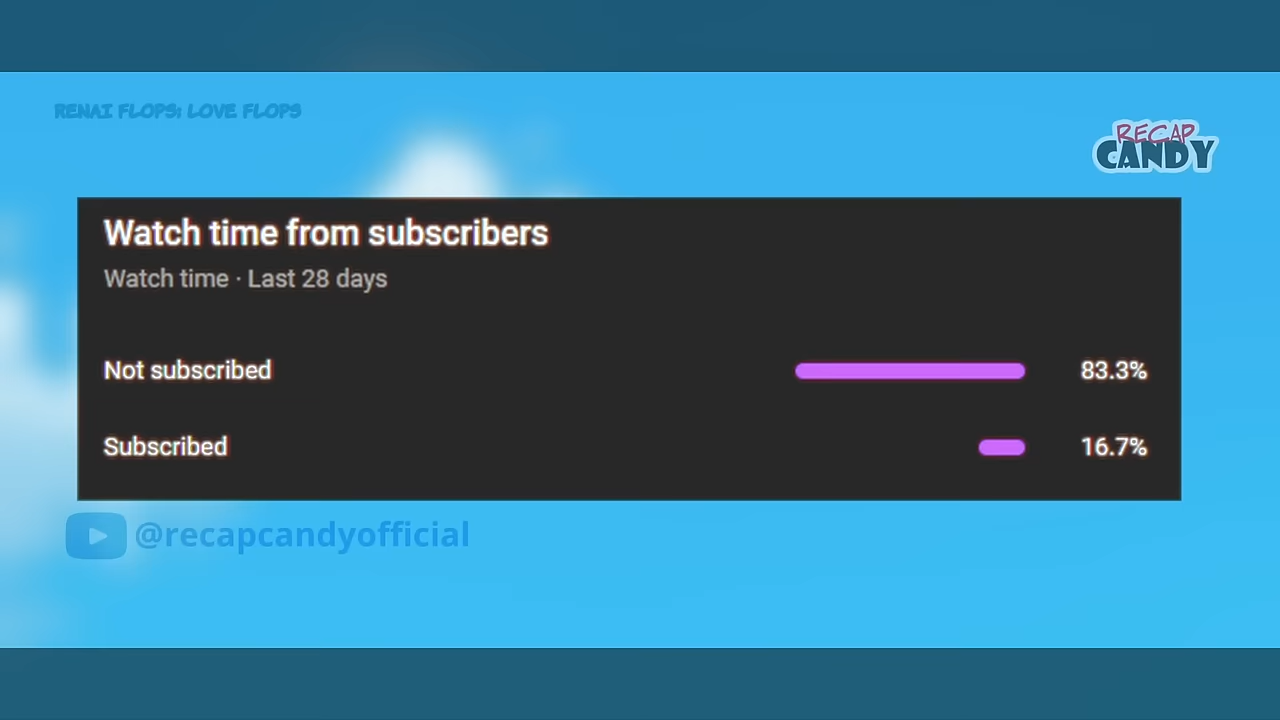 RENAI FLOPS: LOVE FLOPS
RECAP
CANDY
Watch time from subscribers
Watch time · Last 28 days
Not subscribed 83.3%
Subscribed 16.7%
@recapcandyofficial